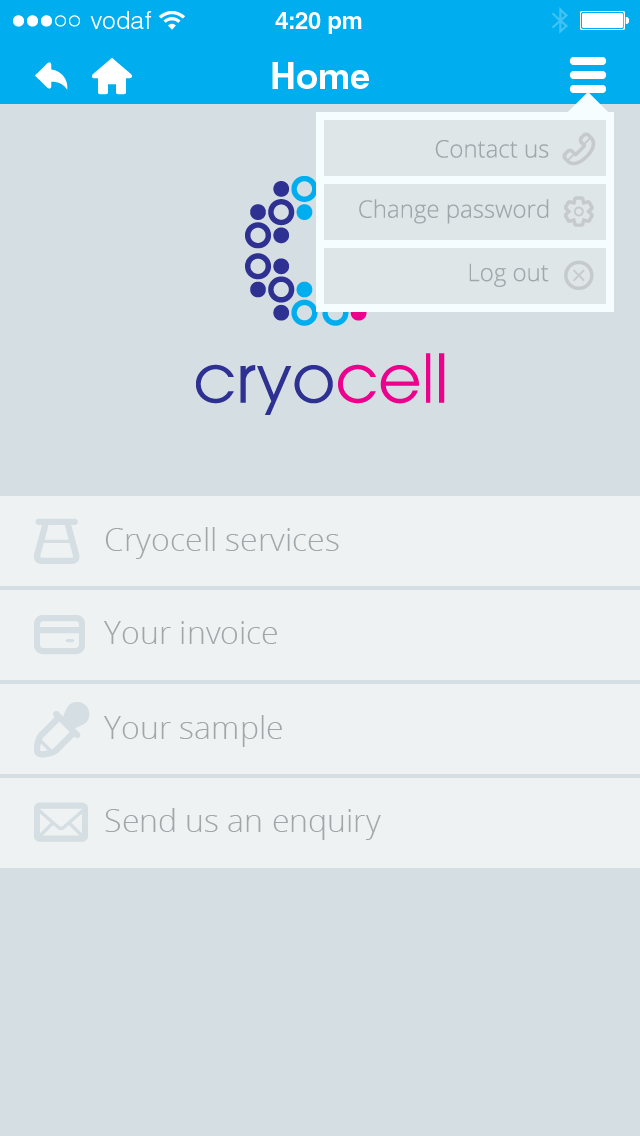 vodaf 4:20 pm
Home
Contact us
Change password
Log out
cryocell
Cryocell services
Your invoice
Your sample
Send us an enquiry